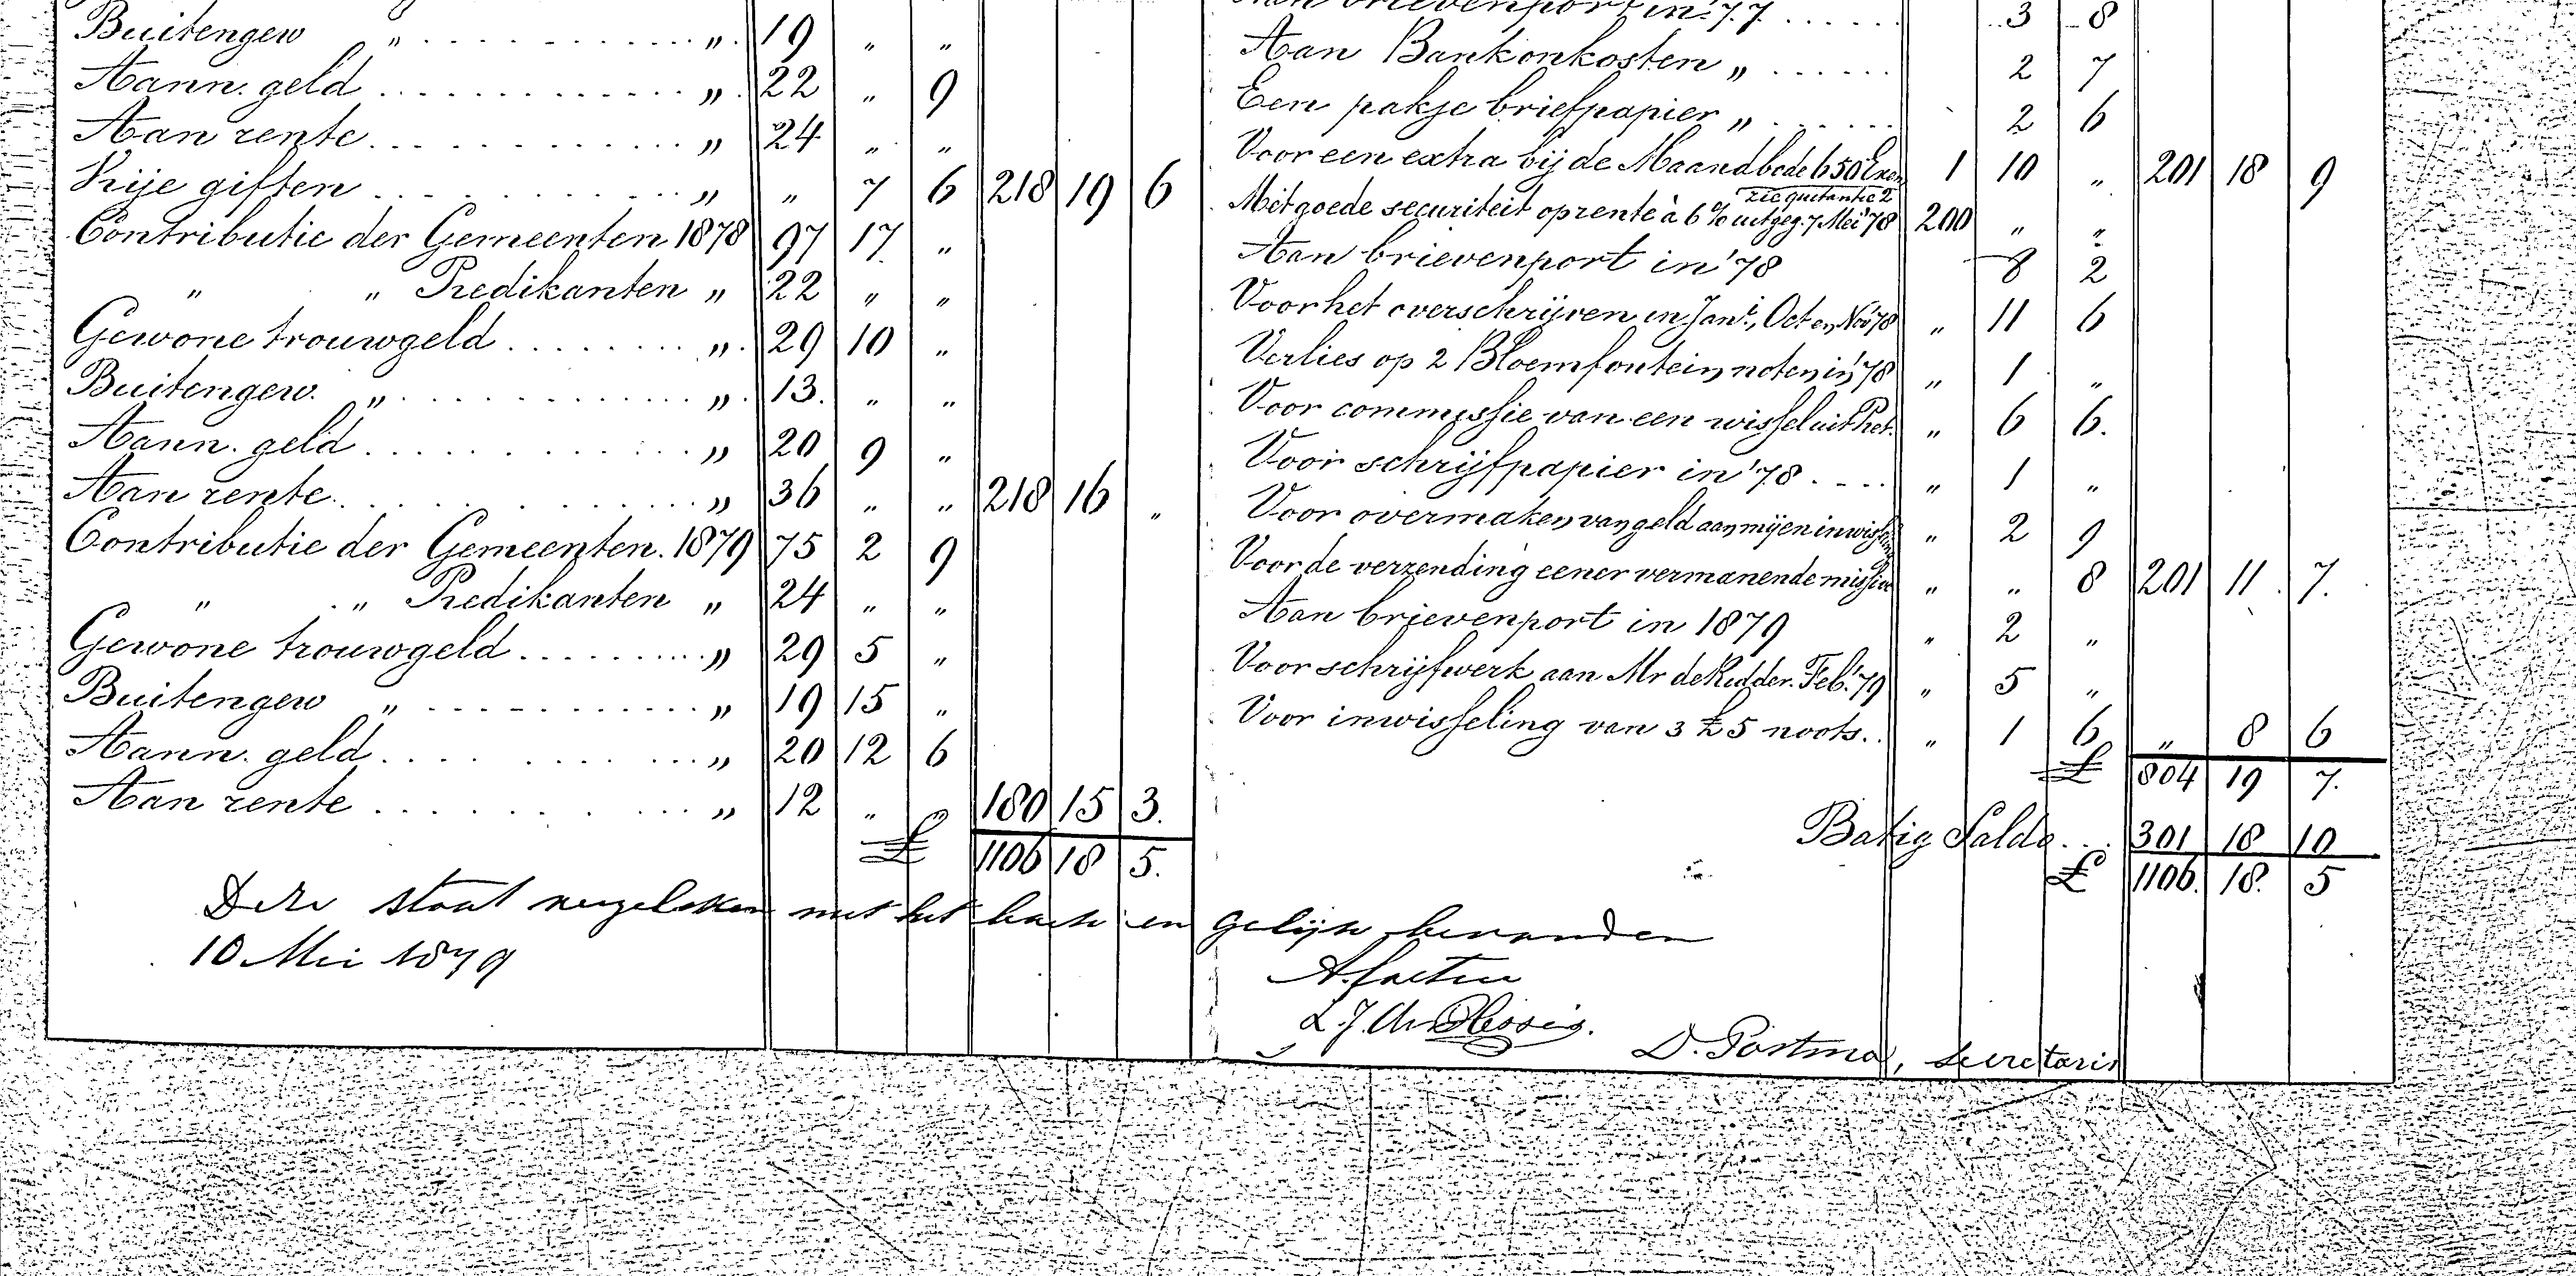 Buitengew " . . . . . . . . . . . . . " . 19 " "
Aann. geld . . . . . . . . . . . . . " . 22 " 9
Aan rente . . . . . . . . . . . . . " 24 " "
Vrije giften . . . . . . . . . . . . . " " 7 6 218 19 6
Contributie der Gemeenten 1878 97 17 "
" " Predikanten " 22 " "
Gewone trouwgeld . . . . . . . . " . 29 10 "
Buitengew. " . . . . . . . . . . . . . " . 13. " "
Aann. geld . . . . . . . . . . . . . " 20 9 "
Aan rente . . . . . . . . . . . . . " 36 " " 218 16 "
Contributie der Gemeenten. 1879 75 2 9
" " Predikanten " 24 " "
Gewone trouwgeld . . . . . . . . . " 29 5 "
Buitengew " . . . . . . . . . . . . . " 19 15 "
Aann. geld . . . . . . . . . . . . . " 20 12 6
Aan rente . . . . . . . . . . . . . " 12 " " 180 15 3.
£ 1106 18 5.
Aan brievenport in '77 . . . . . . 3 8
Aan Bankonkosten " . . . . . . 2 7
Een pakje briefpapier " . . . . . . 2 6
Voor een extra bij de Maandbode 650 Exem 1 10 " 201 18 9
zie quitantie 2
Met goede securiteit op rente à 6% uitgeg. 7 Mei '78 200 " "
Aan brievenport in '78 8 2
Voor het overschrijven in Jani., Oct en Nov '78 " 11 6
Verlies op 2 Bloemfontein noten in '78 " 1 "
Voor commissie van een wissel uit Pret. " 6 6.
Voor schrijfpapier in '78 . . . . " 1 "
Voor overmaken van geld aan mij en inwisseling " 2 9
Voor de verzending eener vermanende missive " " 8 201 11 7.
Aan brievenport in 1879 " 2 "
Voor schrijfwerk aan Mr de Ridder. Feb. '79 " 5 "
Voor inwisseling van 3 £ 5 noots. . " 1 6 " 8 6
£ 804 19 7.
Batig Saldo . . . 301 18 10
£ 1106. 18. 5
Deze staat vergeleken met het boek en gelijk bevonden
10 Mei 1879
L. J. du Plessis.
D. Postma, secretaris